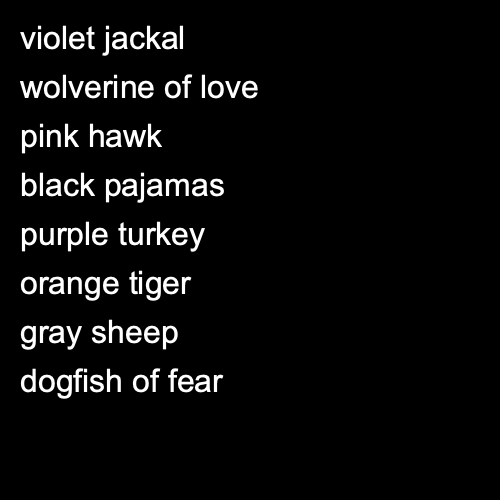 violet jackal
wolverine of love
pink hawk
black pajamas
purple turkey
orange tiger
gray sheep
dogfish of fear